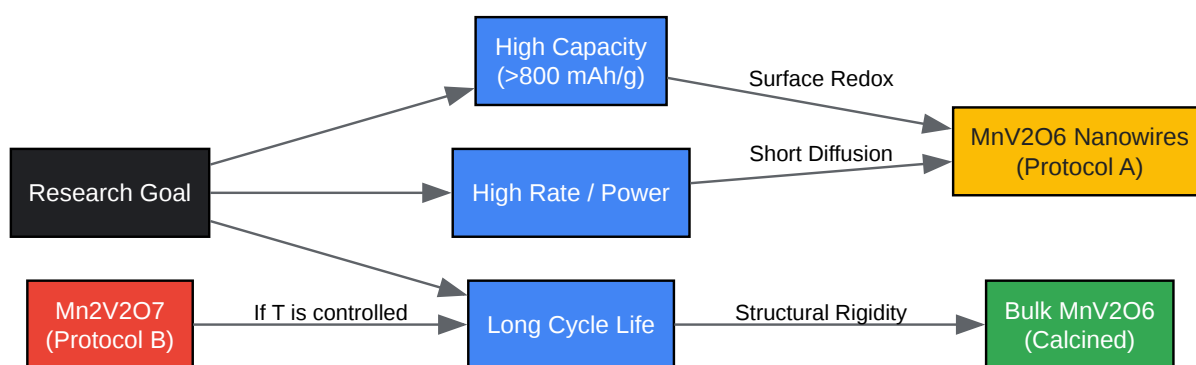 High Capacity
(>800 mAh/g)
Surface Redox
MnV2O6 Nanowires
(Protocol A)
Short Diffusion
Research Goal
High Rate / Power
Mn2V2O7
(Protocol B)
If T is controlled
Long Cycle Life
Structural Rigidity
Bulk MnV2O6
(Calcined)